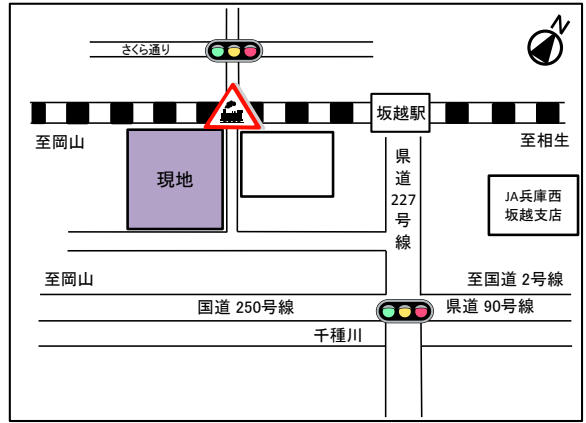 N
さくら通り
坂越駅
至岡山
至相生
現地
県
道
227
号
線
JA兵庫西
坂越支店
至岡山
至国道 2号線
国道 250号線
県道 90号線
千種川